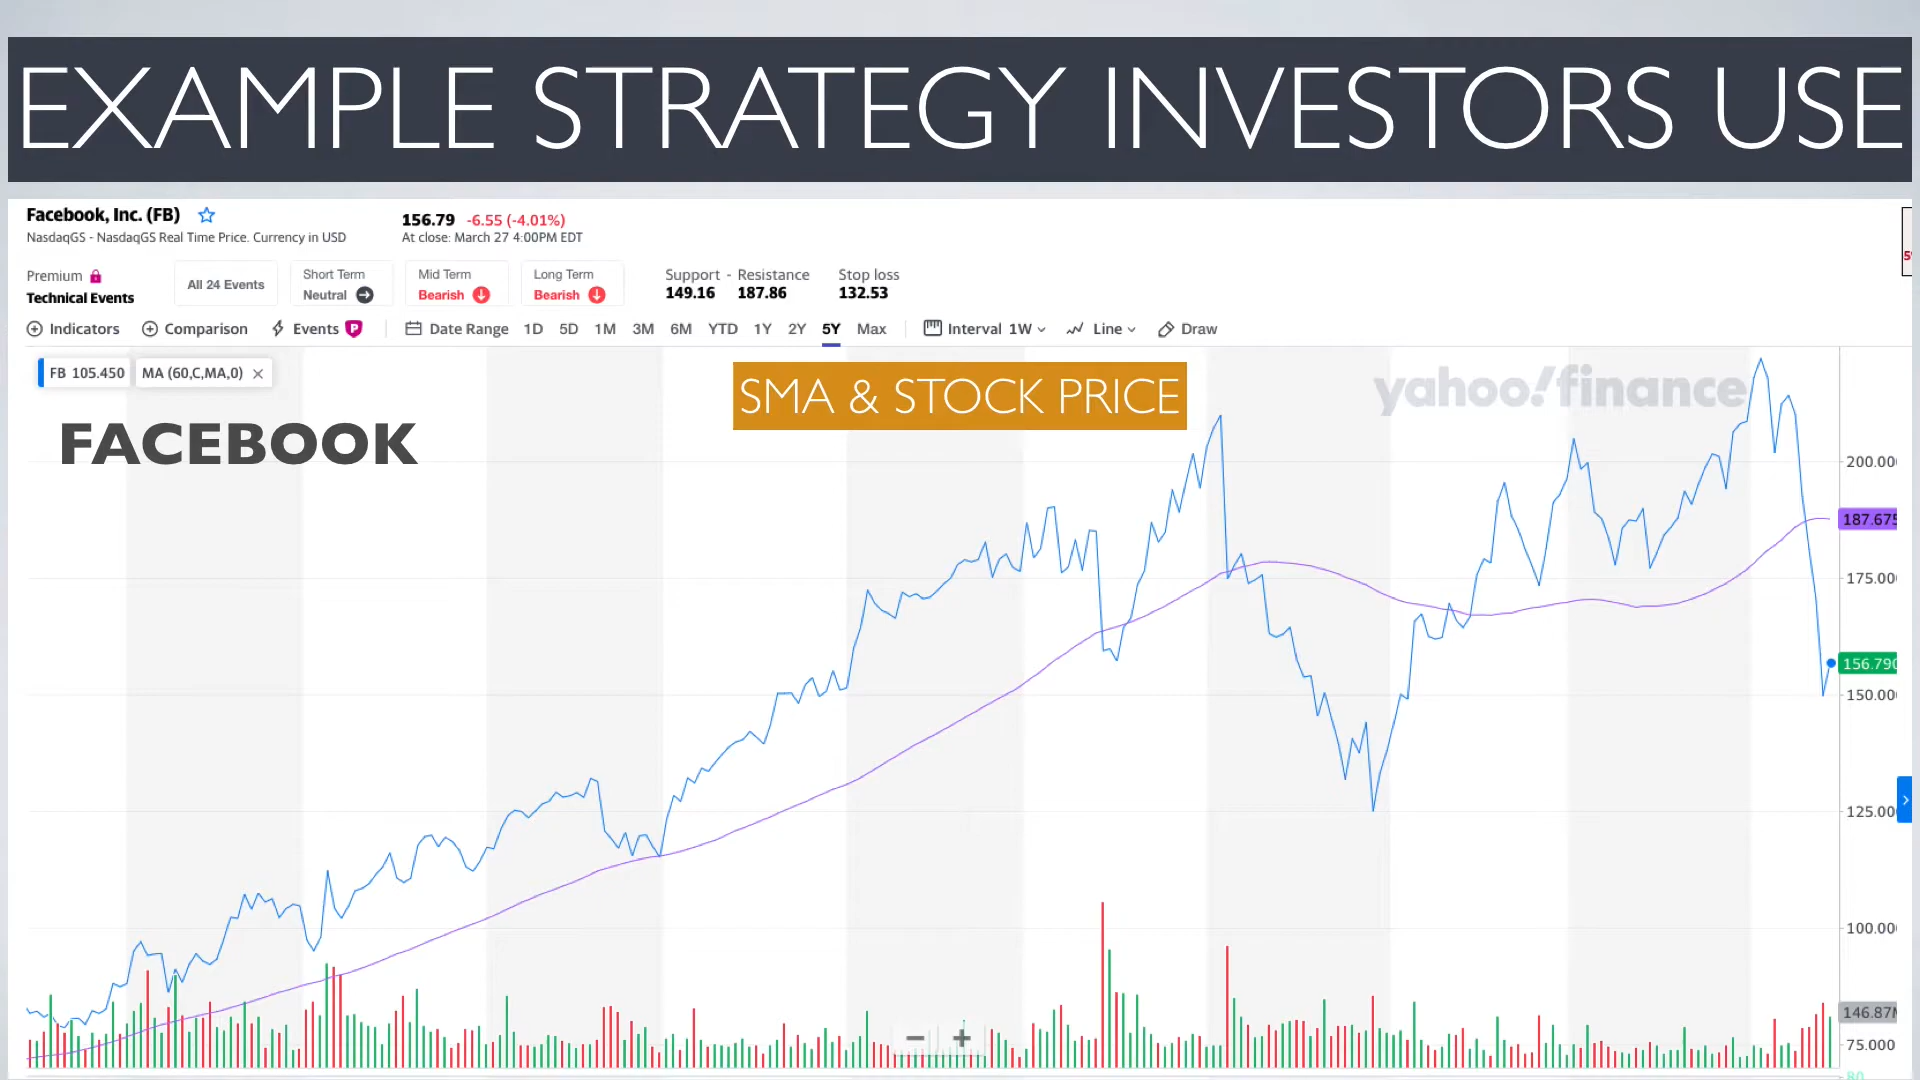 EXAMPLE STRATEGY INVESTORS USE
Facebook, Inc. (FB)
156.79 -6.55 (-4.01%)
NasdaqGS - NasdaqGS Real Time Price. Currency in USD
At close: March 27 4:00PM EDT
Premium
Technical Events
All 24 Events
Short Term
Neutral
Mid Term
Bearish
Long Term
Bearish
Support - Resistance
149.16 187.86
Stop loss
132.53
Indicators Comparison Events P Date Range 1D 5D 1M 3M 6M YTD 1Y 2Y 5Y Max Interval 1W Line Draw
FB 105.450 MA (60,C,MA,0)
SMA & STOCK PRICE
yahoo!finance
FACEBOOK
200.00
187.675
175.00
156.790
150.00
125.00
100.00
146.87
75.000
80